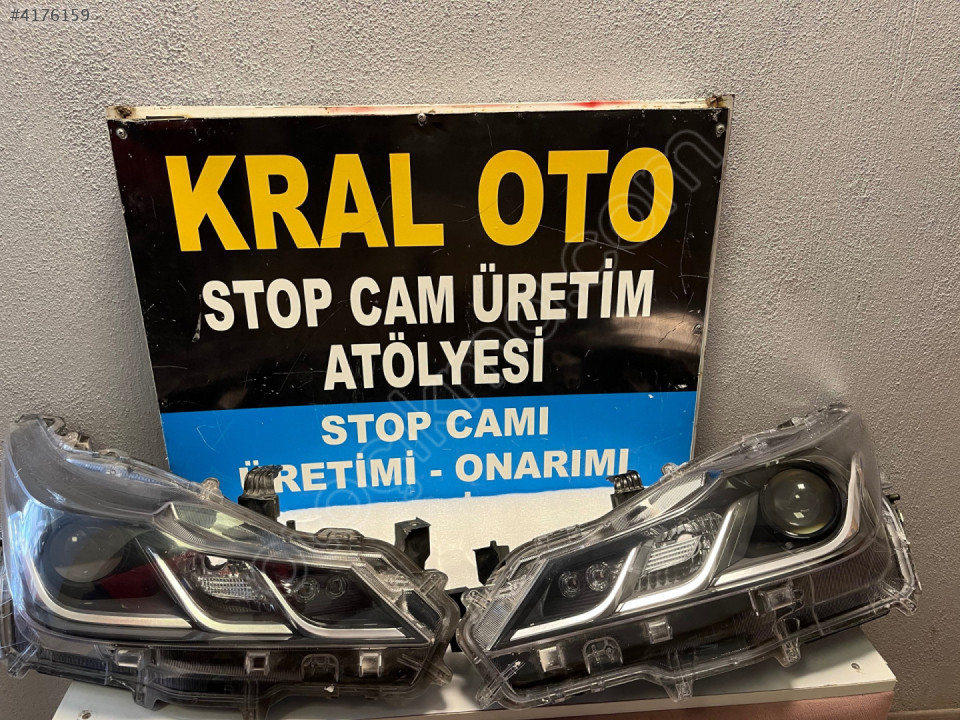 #4176159
KRAL OTO
STOP CAM ÜRETİM
ATÖLYESİ
STOP CAMI
ÜRETİMİ - ONARIMI